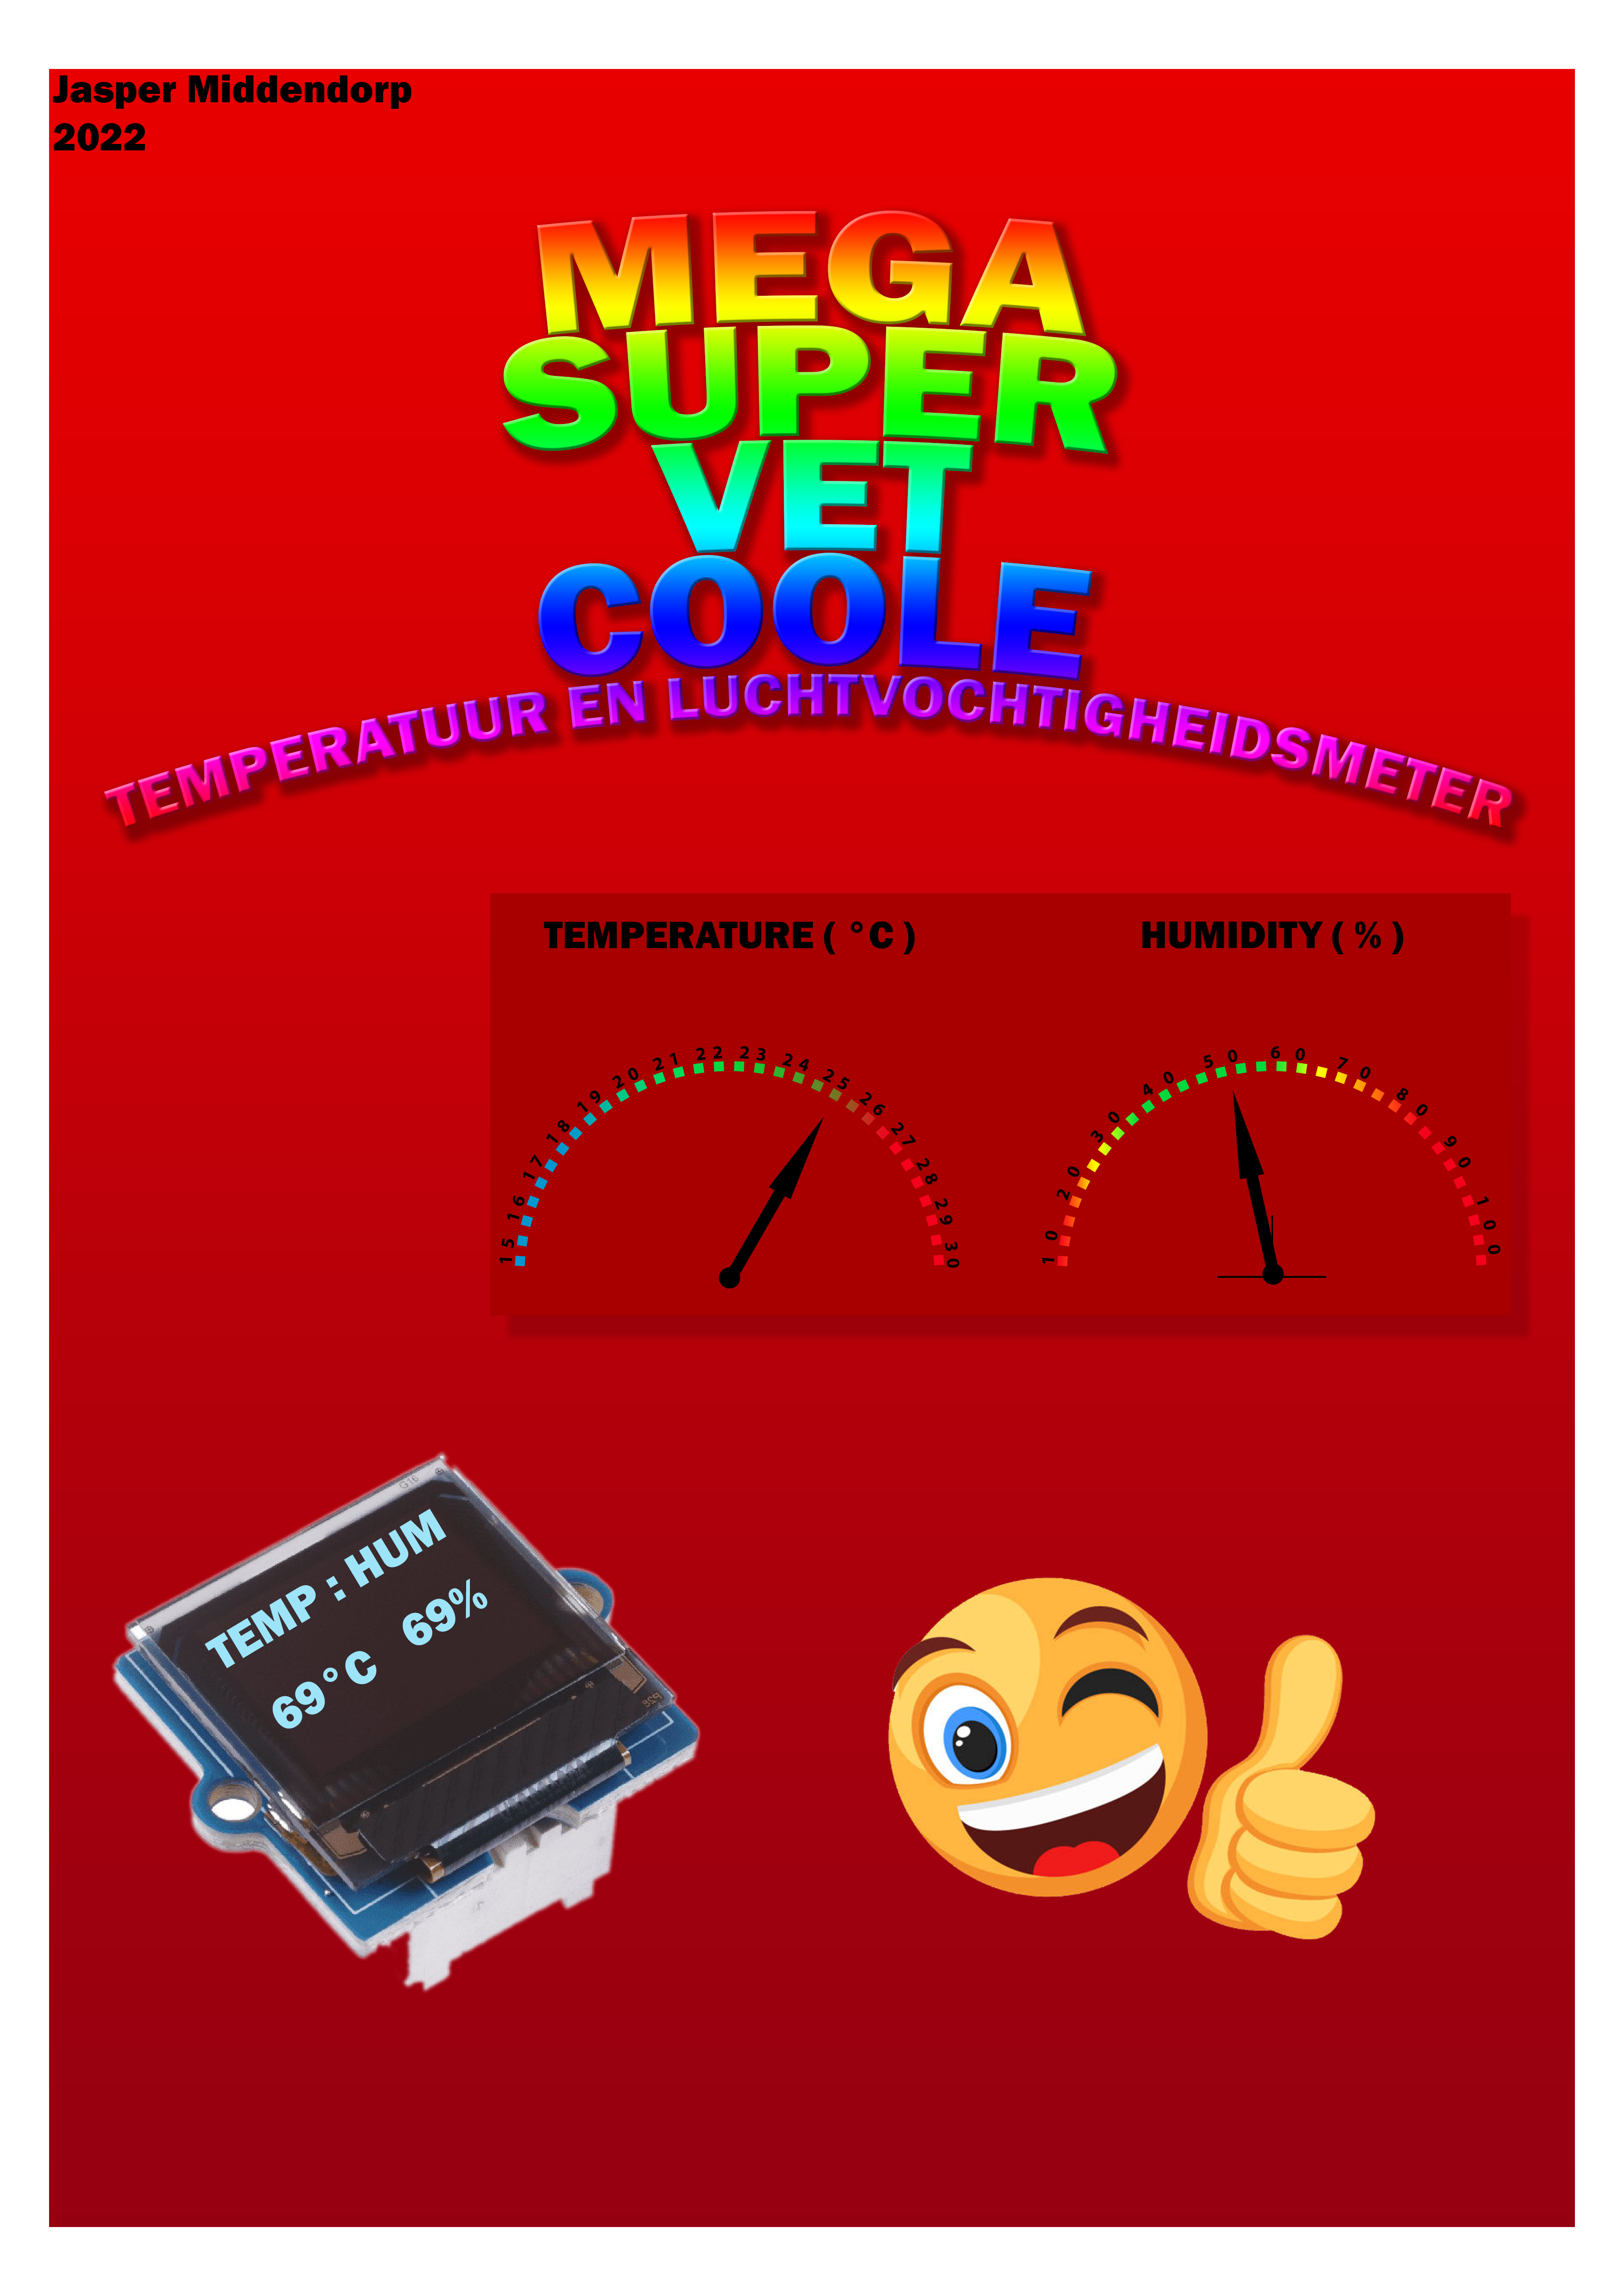 Jasper Middendorp
2022
MEGA
SUPER
VET
COOLE
TEMPERATUUR EN LUCHTVOCHTIGHEIDSMETER
TEMPERATURE ( °C )
HUMIDITY ( % )
15 16 17 18 19 20 21 22 23 24 25 26 27 28 29 30
10 20 30 40 50 60 70 80 90 100
TEMP : HUM
69°C 69%